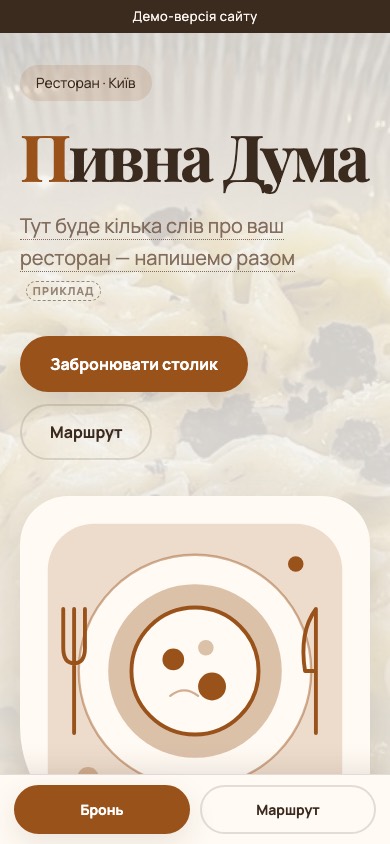 Демо-версія сайту
Ресторан · Київ
Пивна Дума
Тут буде кілька слів про ваш
ресторан — напишемо разом
ПРИКЛАД
Забронювати столик
Маршрут
Бронь
Маршрут